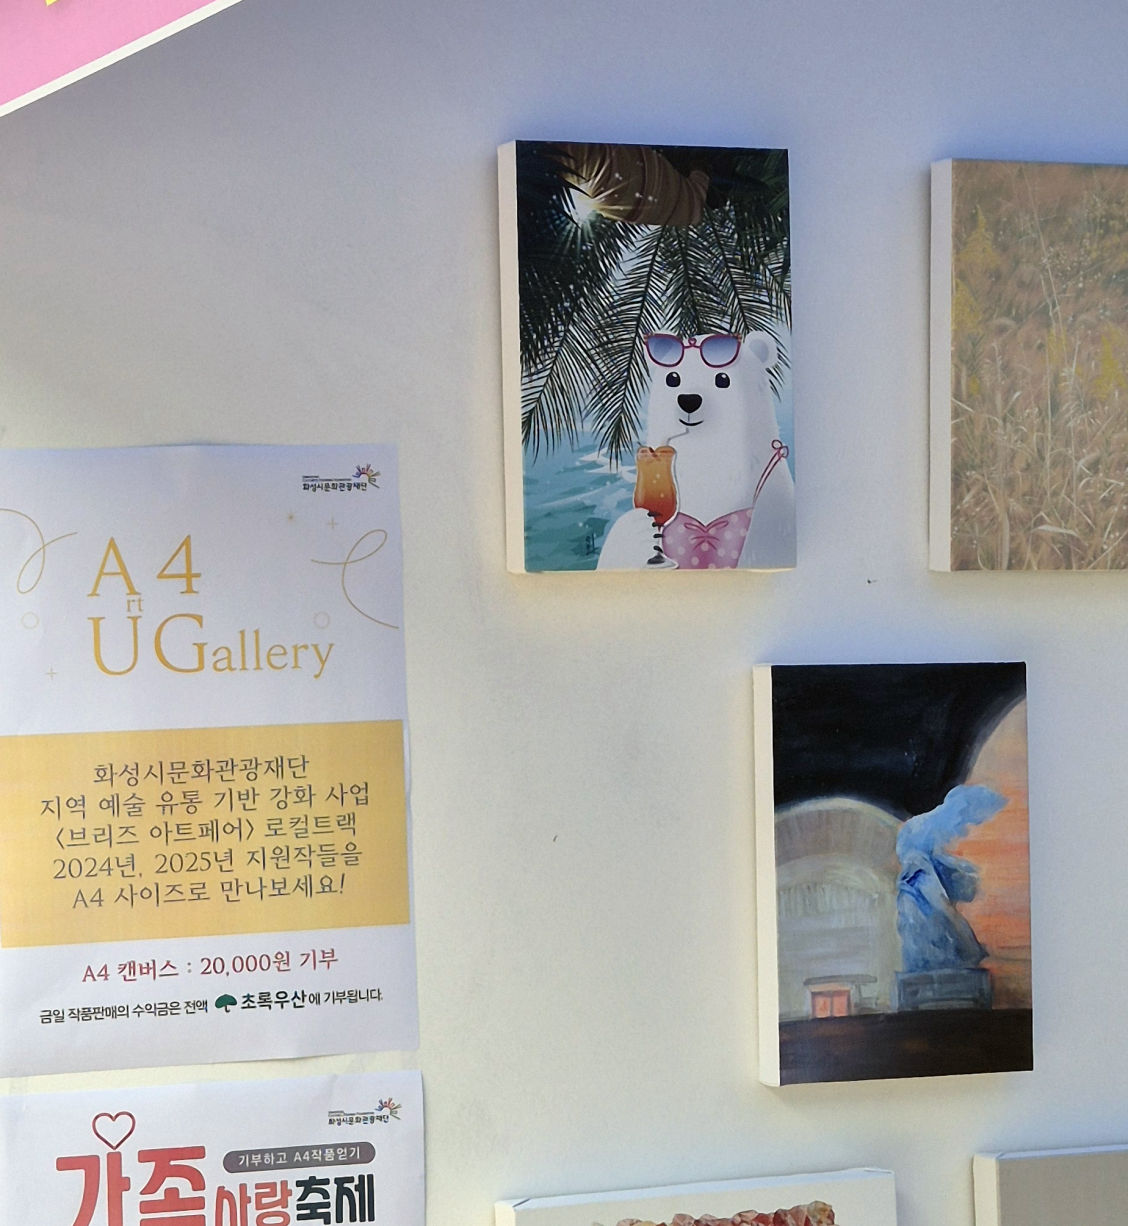 화성시문화관광재단
A4
rt
UGallery
화성시문화관광재단
지역 예술 유통 기반 강화 사업
<브리즈 아트페어> 로컬트랙
2024년, 2025년 지원작들을
A4 사이즈로 만나보세요!
A4 캔버스 : 20,000원 기부
금일 작품판매의 수익금은 전액 초록우산에 기부됩니다.
화성시문화관광재단
기부하고 A4작품얻기
가족사랑축제